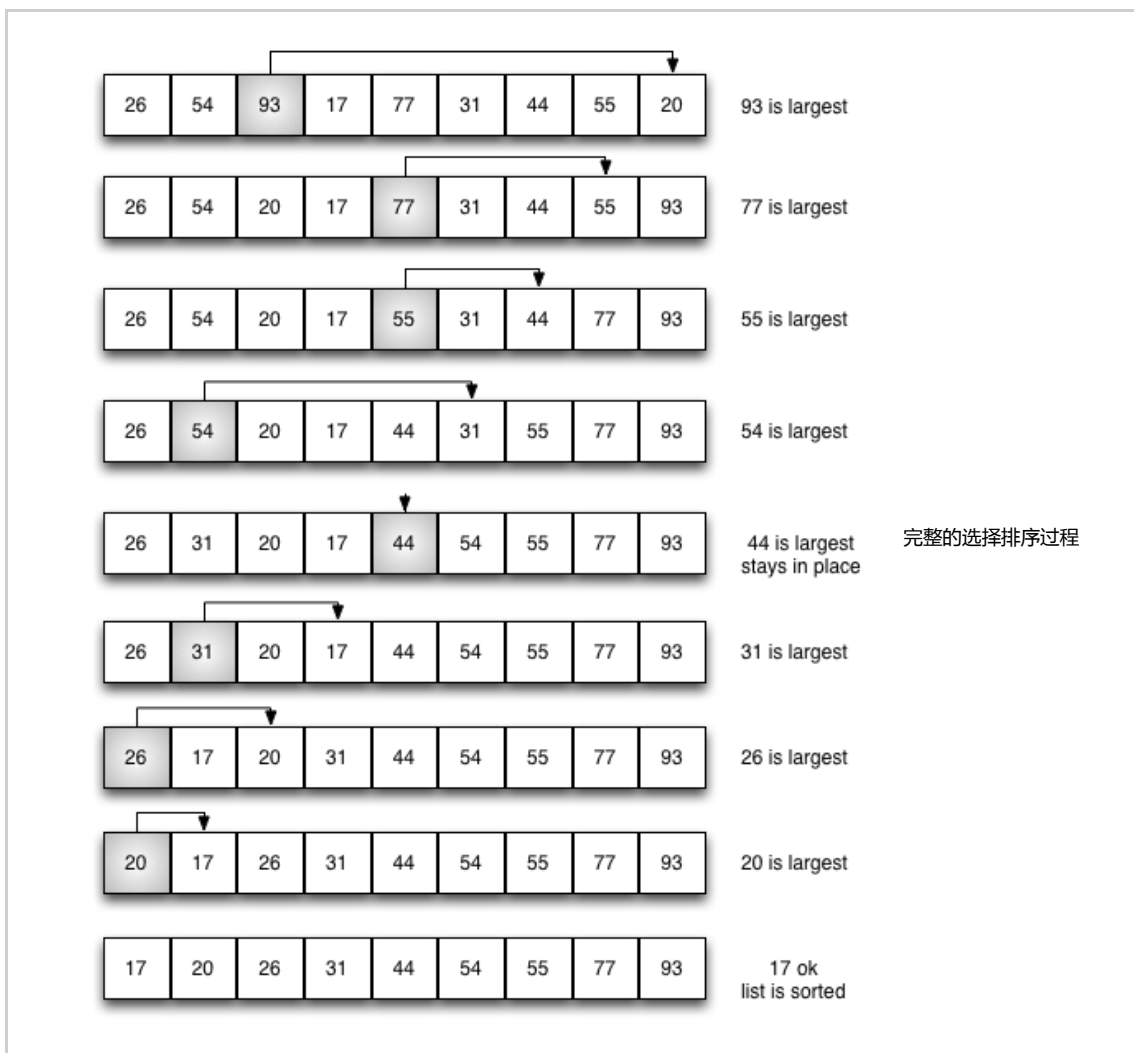 26 54 93 17 77 31 44 55 20 93 is largest
26 54 20 17 77 31 44 55 93 77 is largest
26 54 20 17 55 31 44 77 93 55 is largest
26 54 20 17 44 31 55 77 93 54 is largest
26 31 20 17 44 54 55 77 93 44 is largest
stays in place
完整的选择排序过程
26 31 20 17 44 54 55 77 93 31 is largest
26 17 20 31 44 54 55 77 93 26 is largest
20 17 26 31 44 54 55 77 93 20 is largest
17 20 26 31 44 54 55 77 93 17 ok
list is sorted